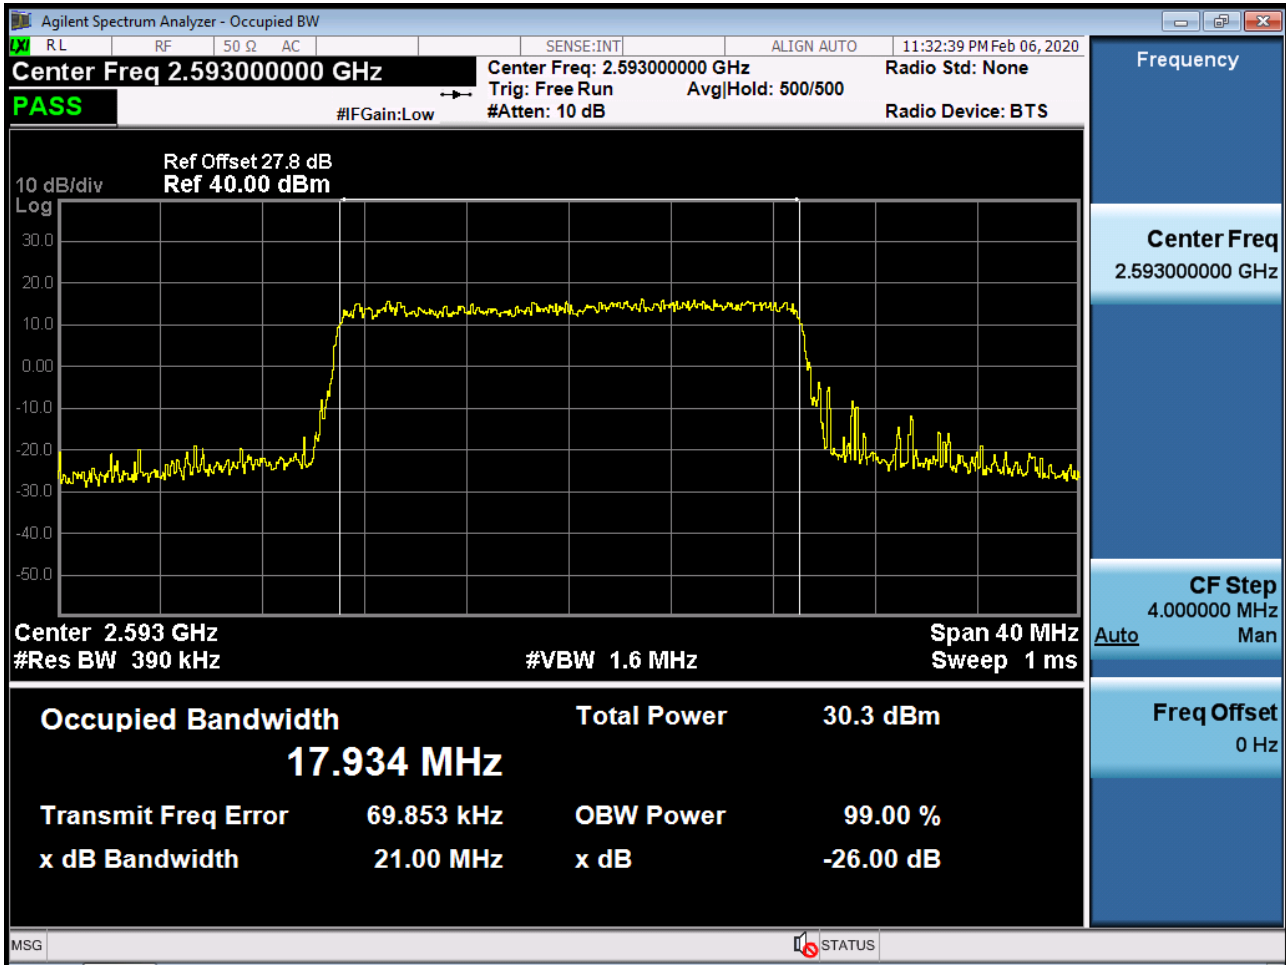 Agilent Spectrum Analyzer - Occupied BW
LXI RL RF 50 Ω AC SENSE:INT ALIGN AUTO 11:32:39 PM Feb 06, 2020
Center Freq 2.593000000 GHz
Center Freq: 2.593000000 GHz Radio Std: None
Trig: Free Run Avg|Hold: 500/500
PASS
#IFGain:Low #Atten: 10 dB Radio Device: BTS
Ref Offset 27.8 dB
10 dB/div Ref 40.00 dBm
Log
30.0
20.0
10.0
0.00
-10.0
-20.0
-30.0
-40.0
-50.0
Center 2.593 GHz Span 40 MHz
#Res BW 390 kHz #VBW 1.6 MHz Sweep 1 ms
Occupied Bandwidth Total Power 30.3 dBm
17.934 MHz
Transmit Freq Error 69.853 kHz OBW Power 99.00 %
x dB Bandwidth 21.00 MHz x dB -26.00 dB
MSG STATUS
Frequency
Center Freq
2.593000000 GHz
CF Step
4.000000 MHz
Auto Man
Freq Offset
0 Hz